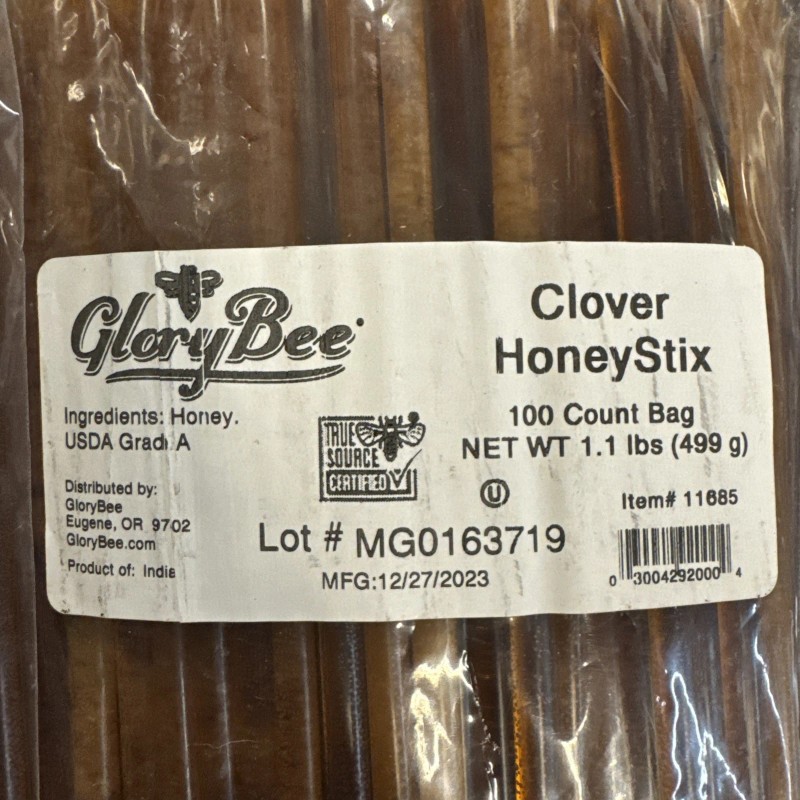 GloryBee
Clover
HoneyStix
Ingredients: Honey.
USDA Grade A
100 Count Bag
NET WT 1.1 lbs (499 g)
TRUE
SOURCE
CERTIFIED
U
Distributed by:
GloryBee
Eugene, OR 9702
GloryBee.com
Product of: India
Item# 11685
Lot # MG0163719
MFG:12/27/2023
0 3004292000 4